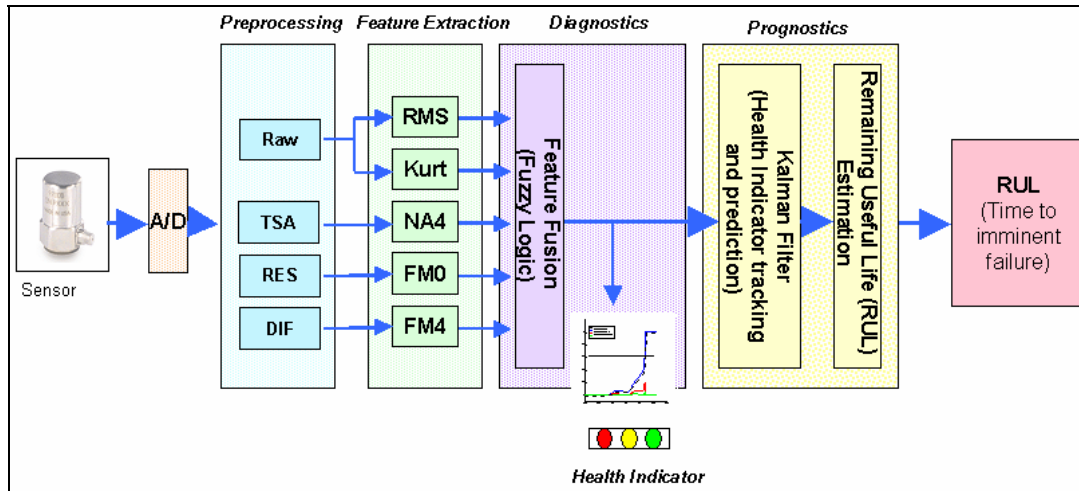 Preprocessing
Feature Extraction
Diagnostics
Prognostics
Sensor
A/D
Raw
TSA
RES
DIF
RMS
Kurt
NA4
FM0
FM4
Feature Fusion
(Fuzzy Logic)
Kalman Filter
(Health Indicator tracking
and prediction)
Remaining Useful Life (RUL)
Estimation
RUL
(Time to
imminent
failure)
Health Indicator